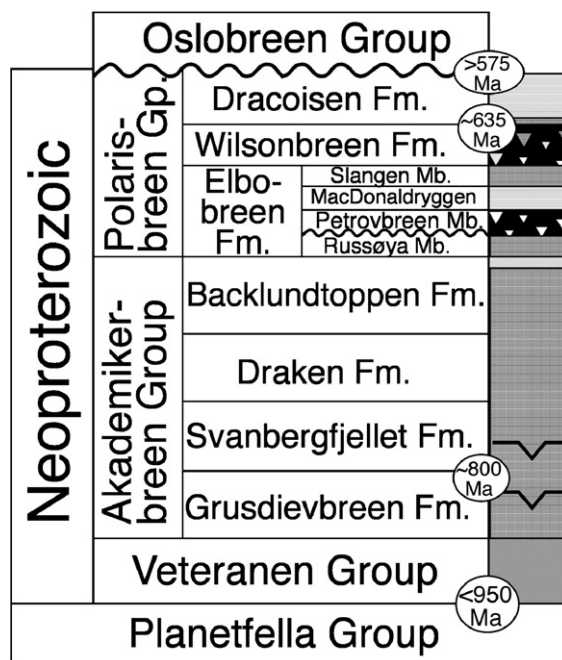 Oslobreen Group
>575
Ma
Neoproterozoic
Polaris-
breen Gp.
Dracoisen Fm.
~635
Ma
Wilsonbreen Fm.
Elbo-
breen
Fm.
Slangen Mb.
MacDonaldryggen
Petrovbreen Mb.
Russøya Mb.
Akademiker-
breen Group
Backlundtoppen Fm.
Draken Fm.
Svanbergfjellet Fm.
~800
Ma
Grusdievbreen Fm.
Veteranen Group
<950
Ma
Planetfella Group